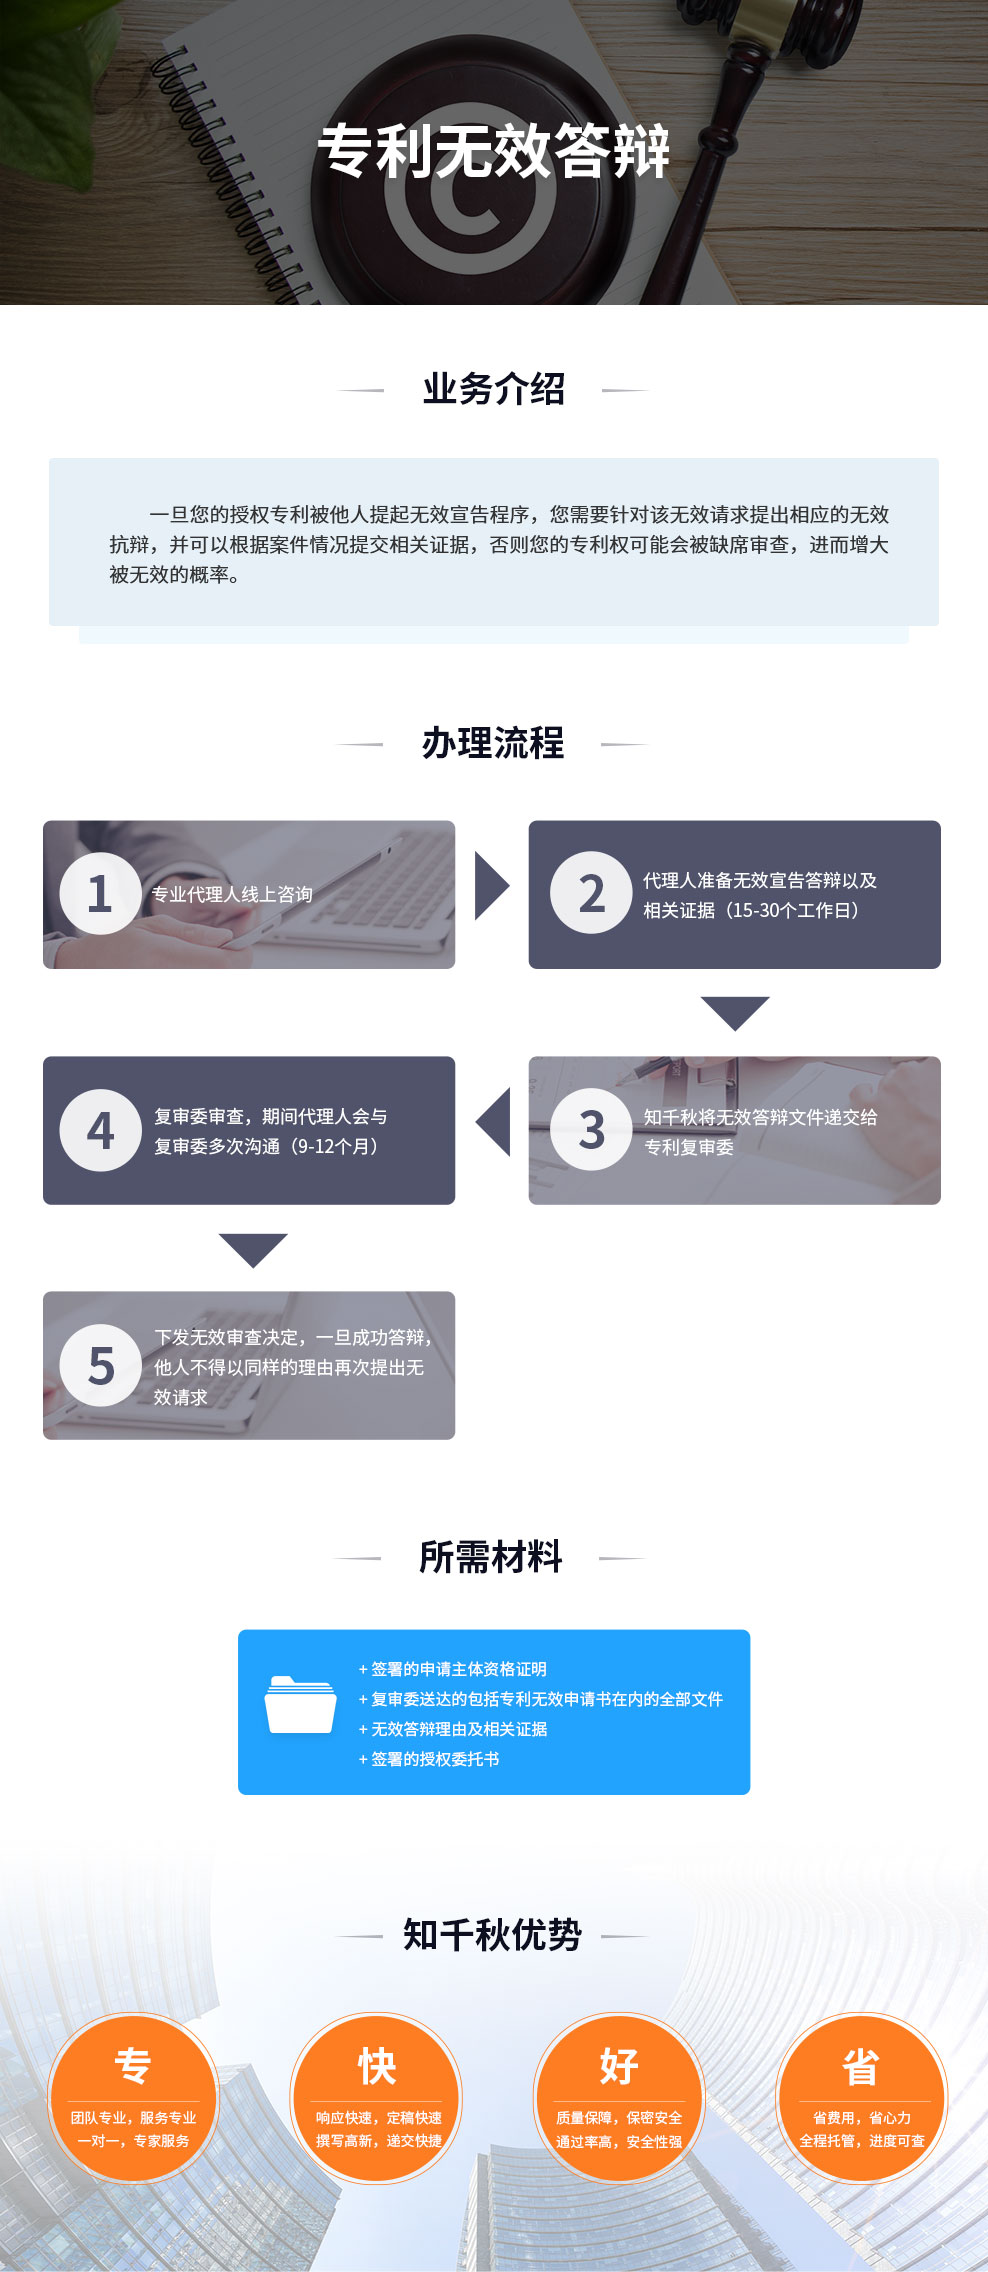 专利无效答辩
业务介绍
一旦您的授权专利被他人提起无效宣告程序，您需要针对该无效请求提出相应的无效
抗辩，并可以根据案件情况提交相关证据，否则您的专利权可能会被缺席审查，进而增大
被无效的概率。
办理流程
1
专业代理人线上咨询
2
代理人准备无效宣告答辩以及
相关证据（15-30个工作日）
3
知千秋将无效答辩文件递交给
专利复审委
4
复审委审查，期间代理人会与
复审委多次沟通（9-12个月）
5
下发无效审查决定，一旦成功答辩，
他人不得以同样的理由再次提出无
效请求
所需材料
+ 签署的申请主体资格证明
+ 复审委送达的包括专利无效申请书在内的全部文件
+ 无效答辩理由及相关证据
+ 签署的授权委托书
知千秋优势
专
团队专业，服务专业
一对一，专家服务
快
响应快速，定稿快速
撰写高新，递交快捷
好
质量保障，保密安全
通过率高，安全性强
省
省费用，省心力
全程托管，进度可查